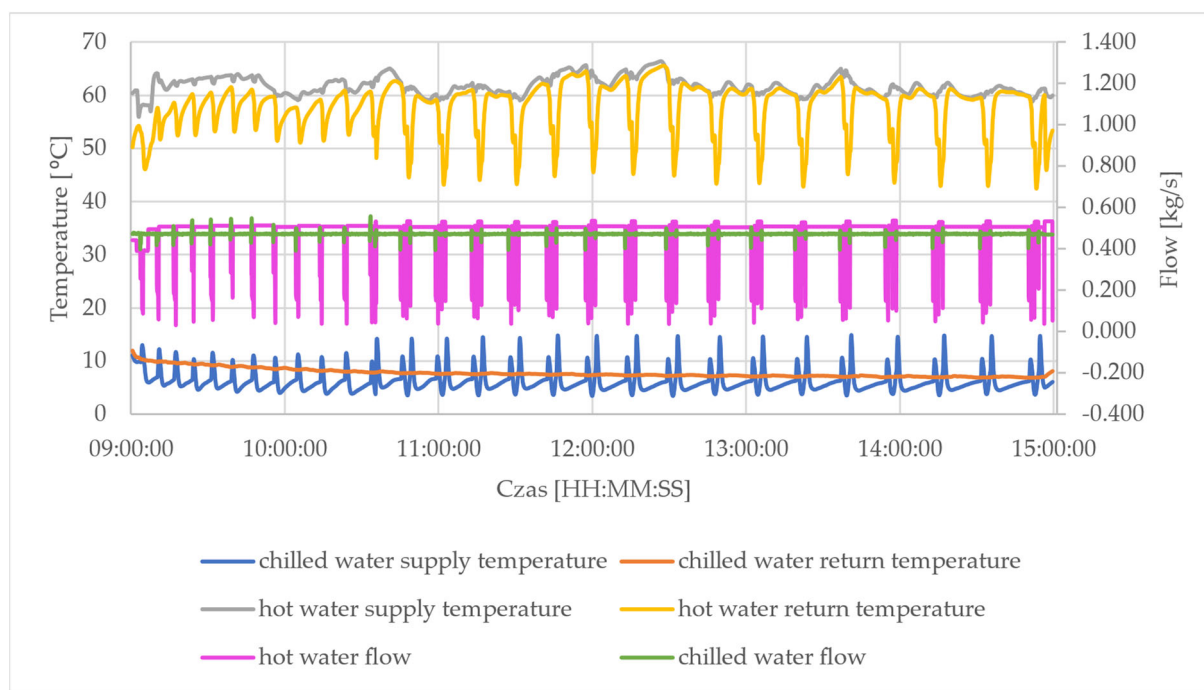 70
60
50
40
30
20
10
0
Temperature [°C]
1.400
1.200
1.000
0.800
0.600
0.400
0.200
0.000
-0.200
-0.400
Flow [kg/s]
09:00:00 10:00:00 11:00:00 12:00:00 13:00:00 14:00:00 15:00:00
Czas [HH:MM:SS]
chilled water supply temperature chilled water return temperature
hot water supply temperature hot water return temperature
hot water flow chilled water flow